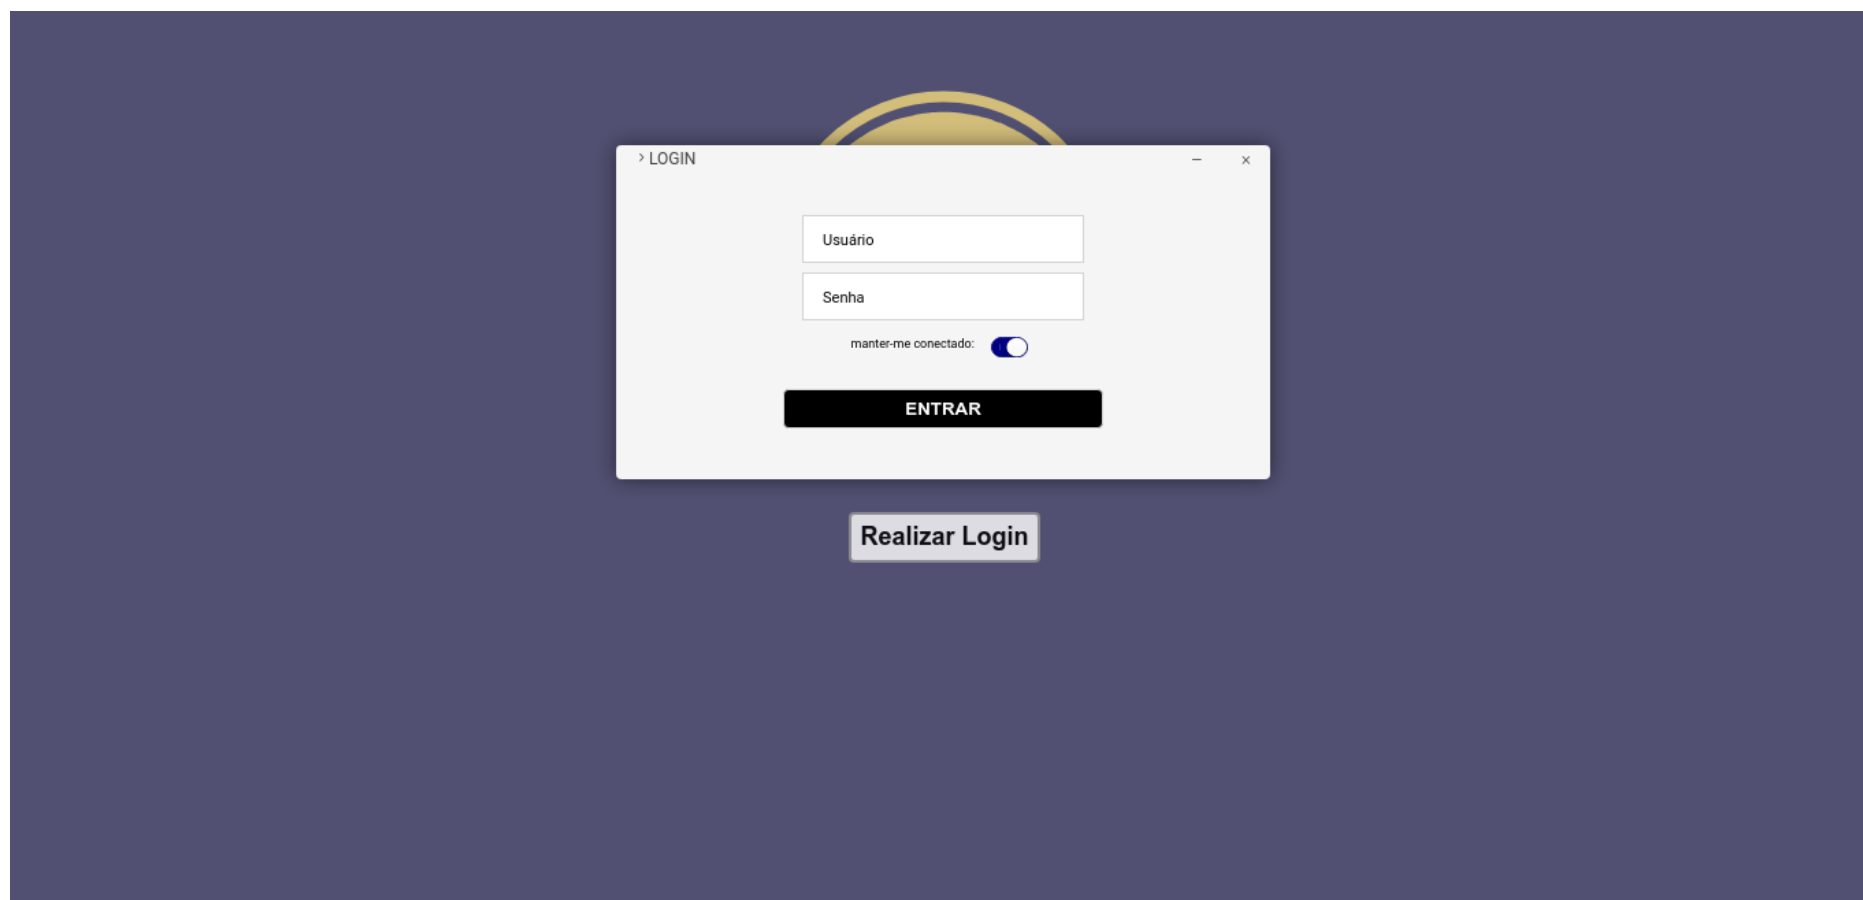 LOGIN
Usuário
Senha
manter-me conectado:
ENTRAR
Realizar Login